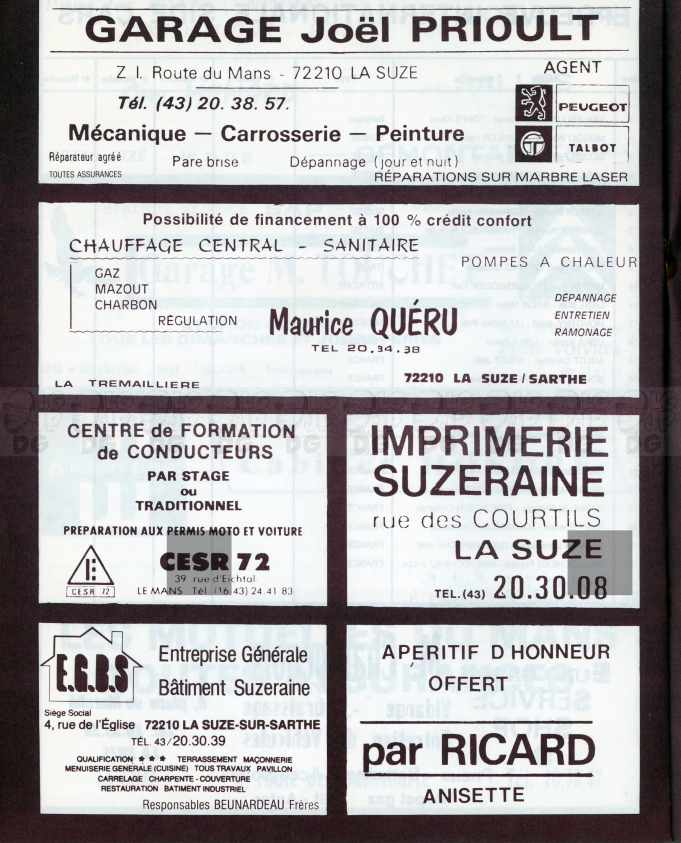 GARAGE Joël PRIOULT
Z I. Route du Mans - 72210 LA SUZE
Tél. (43) 20. 38. 57.
AGENT
PEUGEOT
TALBOT
Mécanique — Carrosserie — Peinture
Réparateur agréé
TOUTES ASSURANCES
Pare brise Dépannage (jour et nuit)
RÉPARATIONS SUR MARBRE LASER
Possibilité de financement à 100 % crédit confort
CHAUFFAGE CENTRAL - SANITAIRE
POMPES A CHALEUR
GAZ
MAZOUT
CHARBON
RÉGULATION
Maurice QUÉRU
TEL 20.34.38
DÉPANNAGE
ENTRETIEN
RAMONAGE
LA TREMAILLIERE
72210 LA SUZE / SARTHE
CENTRE de FORMATION
de CONDUCTEURS
PAR STAGE
ou
TRADITIONNEL
PREPARATION AUX PERMIS MOTO ET VOITURE
CESR 72
CESR 72
39 rue d'Eichtal
LE MANS Tél (16 43) 24.41 83
IMPRIMERIE
SUZERAINE
rue des COURTILS
LA SUZE
TEL. (43) 20.30.08
E.G.B.S
Entreprise Générale
Bâtiment Suzeraine
Siége Social
4, rue de l'Église 72210 LA SUZE-SUR-SARTHE
TÉL. 43/20.30.39
QUALIFICATION ★ ★ ★ TERRASSEMENT MAÇONNERIE
MENUISERIE GENERALE (CUISINE) TOUS TRAVAUX PAVILLON
CARRELAGE CHARPENTE - COUVERTURE
RESTAURATION BATIMENT INDUSTRIEL
Responsables BEUNARDEAU Frères
APERITIF D HONNEUR
OFFERT
par RICARD
ANISETTE